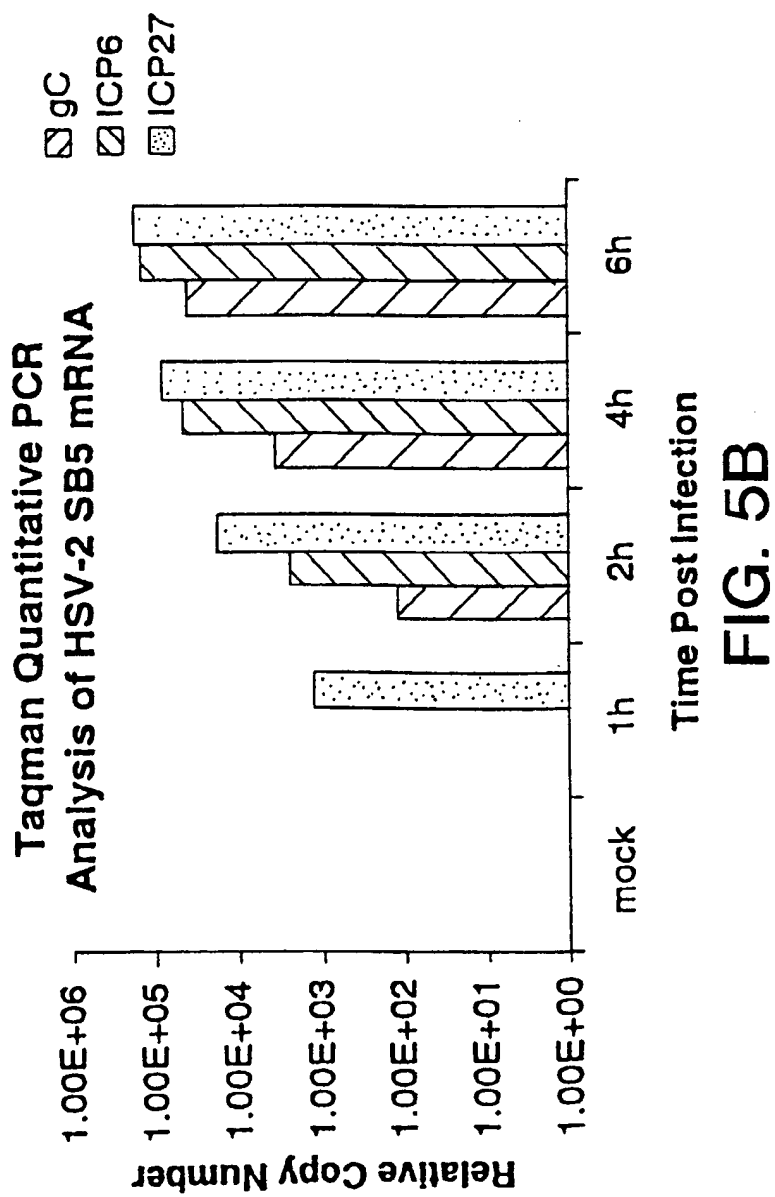 Taqman Quantitative PCR
Analysis of HSV-2 SB5 mRNA
gC
ICP6
ICP27
Relative Copy Number
1.00E+06
1.00E+05
1.00E+04
1.00E+03
1.00E+02
1.00E+01
1.00E+00
mock 1h 2h 4h 6h
Time Post Infection
FIG. 5B